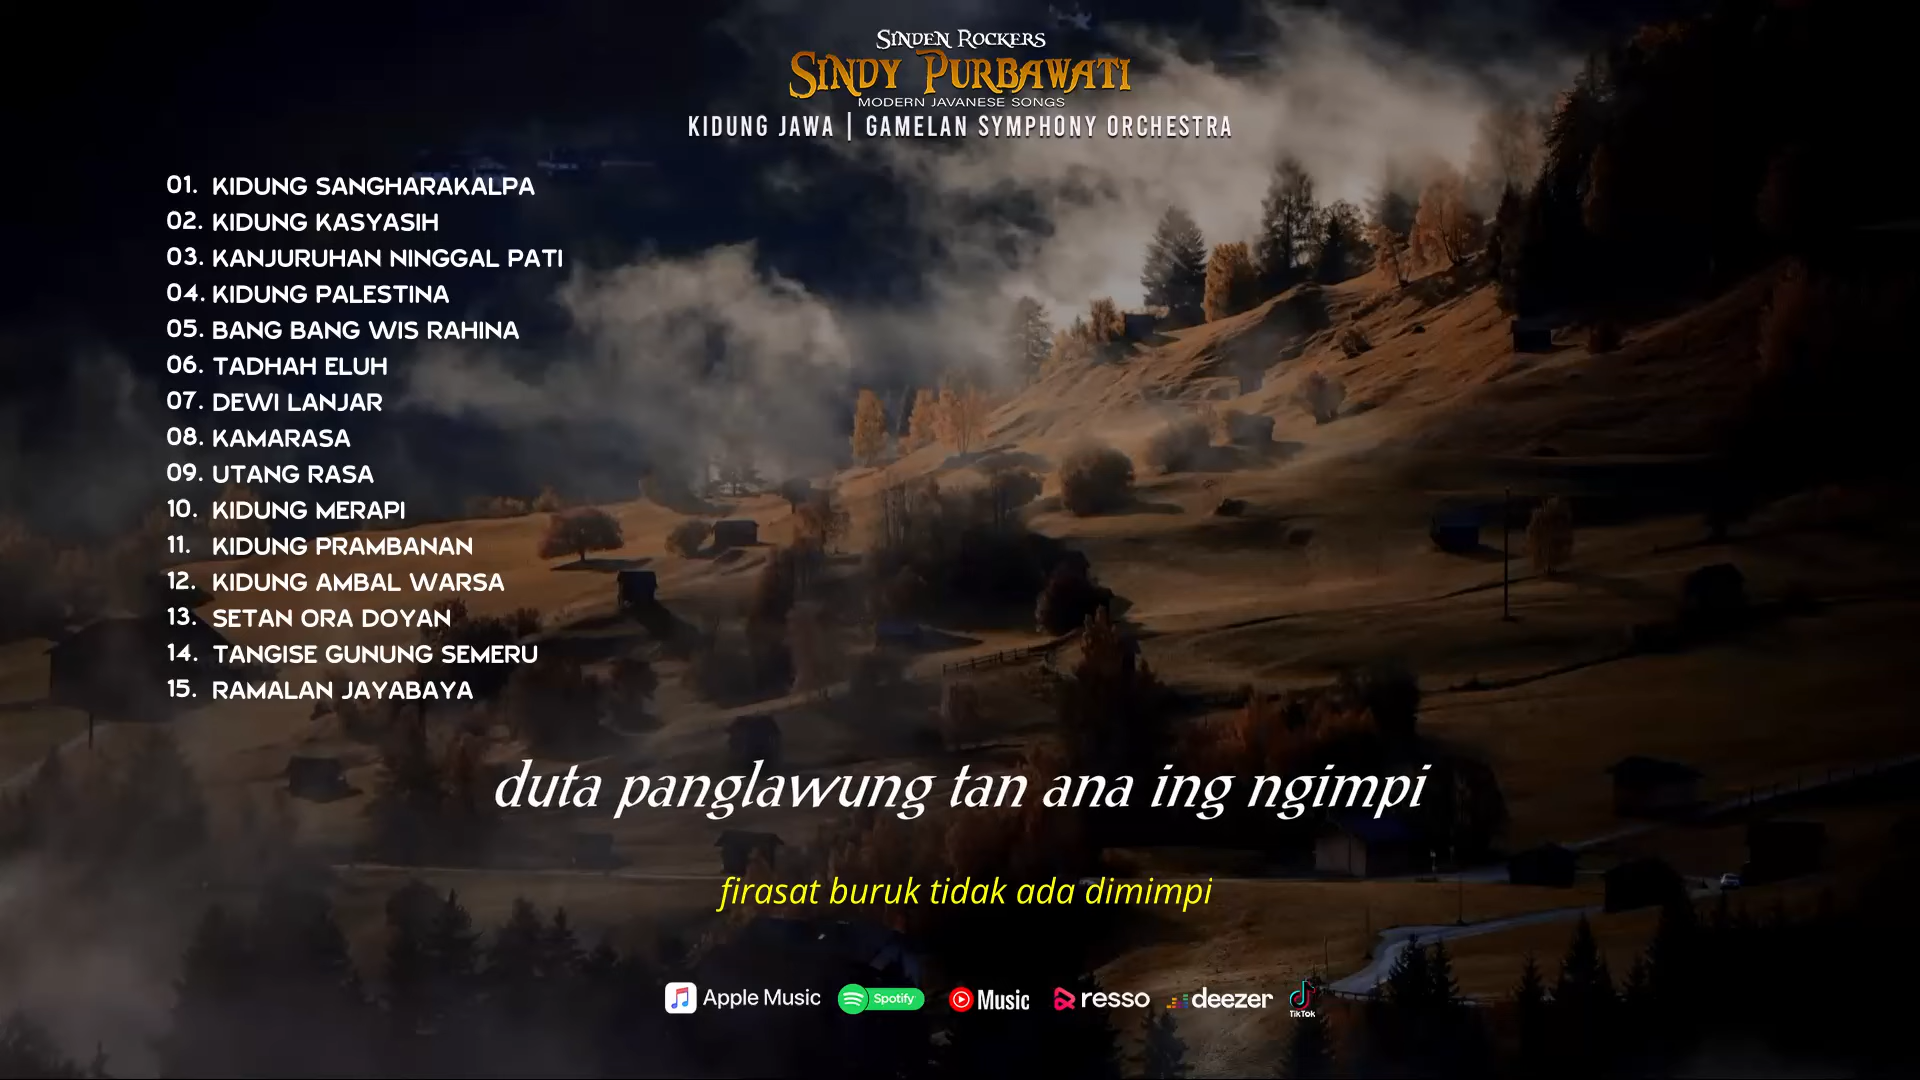 SINDEN ROCKERS
SINDY PURBAWATI
MODERN JAVANESE SONGS
KIDUNG JAWA | GAMELAN SYMPHONY ORCHESTRA
01. KIDUNG SANGHARAKALPA
02. KIDUNG KASYASIH
03. KANJURUHAN NINGGAL PATI
04. KIDUNG PALESTINA
05. BANG BANG WIS RAHINA
06. TADHAH ELUH
07. DEWI LANJAR
08. KAMARASA
09. UTANG RASA
10. KIDUNG MERAPI
11. KIDUNG PRAMBANAN
12. KIDUNG AMBAL WARSA
13. SETAN ORA DOYAN
14. TANGISE GUNUNG SEMERU
15. RAMALAN JAYABAYA
duta panglawung tan ana ing ngimpi
firasat buruk tidak ada dimimpi
Apple Music Spotify Music resso deezer TikTok